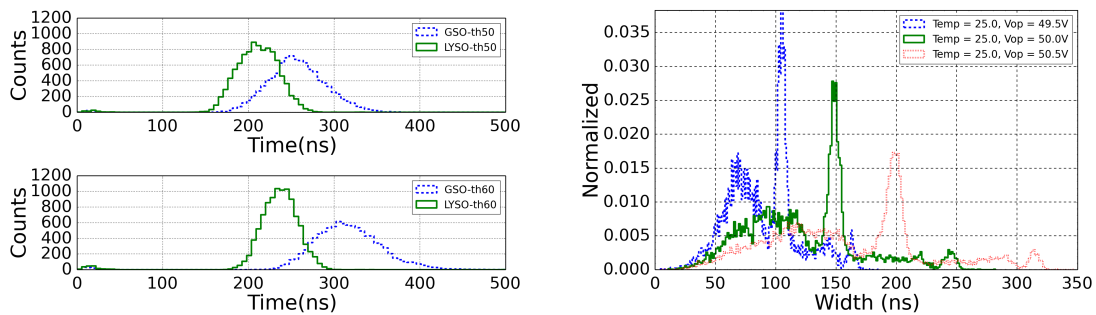 1200
1000
800
600
400
200
0
Counts
GSO-th50
LYSO-th50
0 100 200 300 400 500
Time(ns)
1200
1000
800
600
400
200
0
Counts
GSO-th60
LYSO-th60
0 100 200 300 400 500
Time(ns)
0.035
0.030
0.025
0.020
0.015
0.010
0.005
0.000
Normalized
Temp = 25.0, Vop = 49.5V
Temp = 25.0, Vop = 50.0V
Temp = 25.0, Vop = 50.5V
0 50 100 150 200 250 300 350
Width (ns)